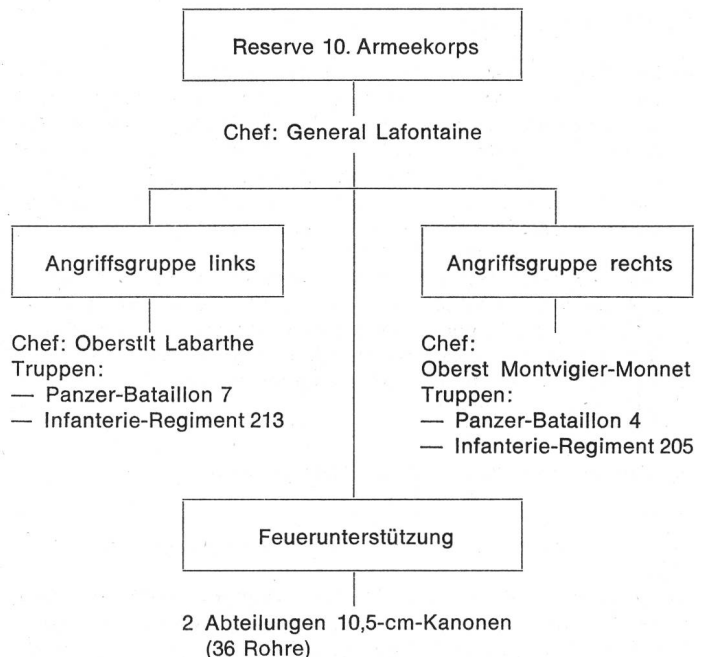 Reserve 10. Armeekorps
Chef: General Lafontaine
Angriffsgruppe links
Chef: Oberstlt Labarthe
Truppen:
— Panzer-Bataillon 7
— Infanterie-Regiment 213
Angriffsgruppe rechts
Chef:
Oberst Montvigier-Monnet
Truppen:
— Panzer-Bataillon 4
— Infanterie-Regiment 205
Feuerunterstützung
2 Abteilungen 10,5-cm-Kanonen
(36 Rohre)